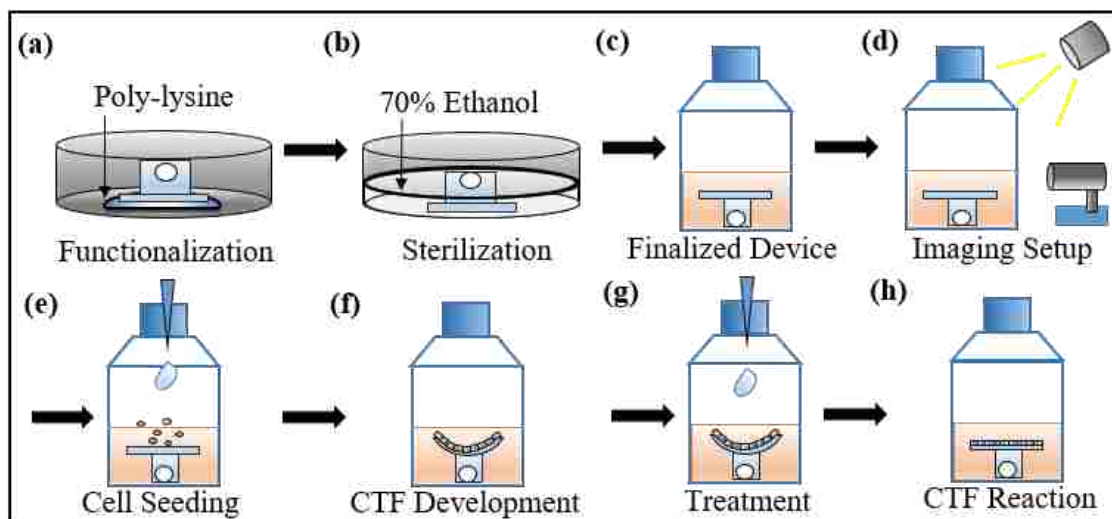 (a)
(b)
(c)
(d)
Poly-lysine
70% Ethanol
Functionalization
Sterilization
Finalized Device
Imaging Setup
(e)
(f)
(g)
(h)
Cell Seeding
CTF Development
Treatment
CTF Reaction